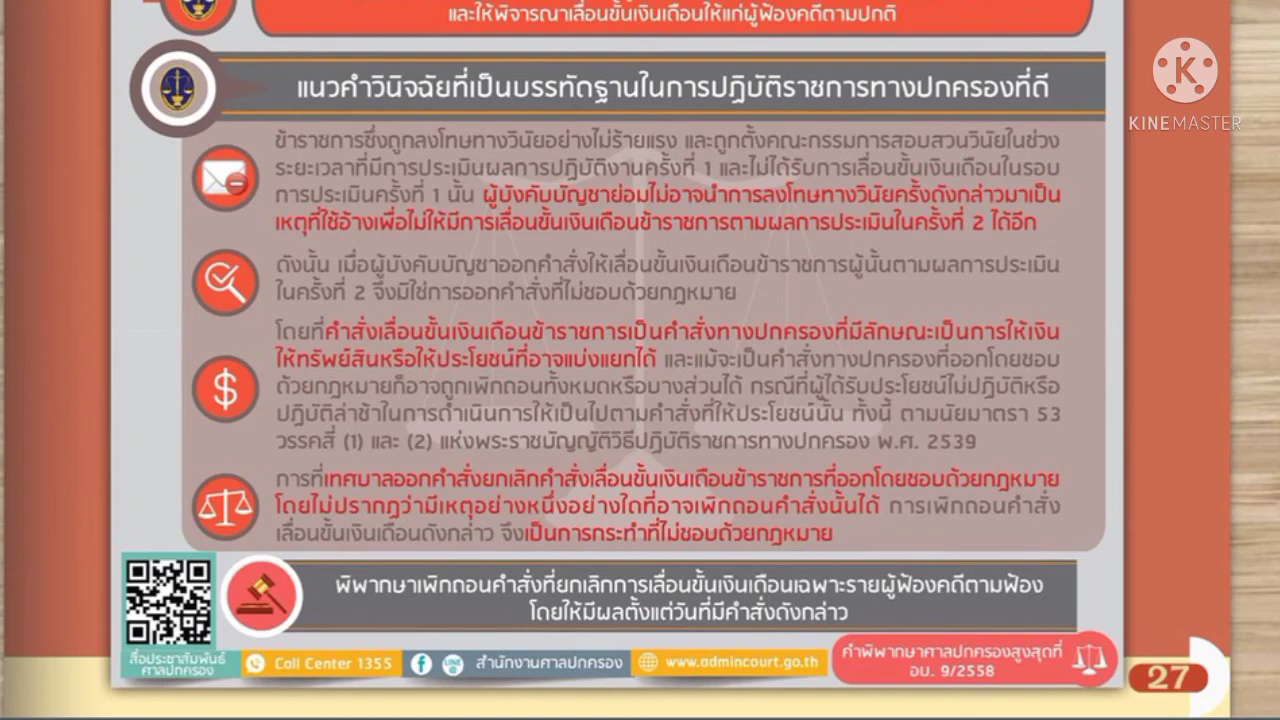 และให้พิจารณาเลื่อนขั้นเงินเดือนให้แก่ผู้ฟ้องคดีตามปกติ
แนวคำวินิจฉัยที่เป็นบรรทัดฐานในการปฏิบัติราชการทางปกครองที่ดี
KINEMASTER
ข้าราชการซึ่งถูกลงโทษทางวินัยอย่างไม่ร้ายแรง และถูกตั้งคณะกรรมการสอบสวนวินัยในช่วง
ระยะเวลาที่มีการประเมินผลการปฏิบัติงานครั้งที่ 1 และไม่ได้รับการเลื่อนขั้นเงินเดือนในรอบ
การประเมินครั้งที่ 1 นั้น ผู้บังคับบัญชาย่อมไม่อาจนำการลงโทษทางวินัยครั้งดังกล่าวมาเป็น
เหตุที่ใช้อ้างเพื่อไม่ให้มีการเลื่อนขั้นเงินเดือนข้าราชการตามผลการประเมินในครั้งที่ 2 ได้อีก
ดังนั้น เมื่อผู้บังคับบัญชาออกคำสั่งให้เลื่อนขั้นเงินเดือนข้าราชการผู้นั้นตามผลการประเมิน
ในครั้งที่ 2 จึงมิใช่การออกคำสั่งที่ไม่ชอบด้วยกฎหมาย
โดยที่คำสั่งเลื่อนขั้นเงินเดือนข้าราชการเป็นคำสั่งทางปกครองที่มีลักษณะเป็นการให้เงิน
ให้ทรัพย์สินหรือให้ประโยชน์ที่อาจแบ่งแยกได้ และแม้จะเป็นคำสั่งทางปกครองที่ออกโดยชอบ
ด้วยกฎหมายก็อาจถูกเพิกถอนทั้งหมดหรือบางส่วนได้ กรณีที่ผู้ได้รับประโยชน์ไม่ปฏิบัติหรือ
ปฏิบัติล่าช้าในการดำเนินการให้เป็นไปตามคำสั่งที่ให้ประโยชน์นั้น ทั้งนี้ ตามนัยมาตรา 53
วรรคสี่ (1) และ (2) แห่งพระราชบัญญัติวิธีปฏิบัติราชการทางปกครอง พ.ศ. 2539
การที่เทศบาลออกคำสั่งยกเลิกคำสั่งเลื่อนขั้นเงินเดือนข้าราชการที่ออกโดยชอบด้วยกฎหมาย
โดยไม่ปรากฏว่ามีเหตุอย่างหนึ่งอย่างใดที่อาจเพิกถอนคำสั่งนั้นได้ การเพิกถอนคำสั่ง
เลื่อนขั้นเงินเดือนดังกล่าว จึงเป็นการกระทำที่ไม่ชอบด้วยกฎหมาย
พิพากษาเพิกถอนคำสั่งที่ยกเลิกการเลื่อนขั้นเงินเดือนเฉพาะรายผู้ฟ้องคดีตามฟ้อง
โดยให้มีผลตั้งแต่วันที่มีคำสั่งดังกล่าว
สื่อประชาสัมพันธ์
ศาลปกครอง
Call Center 1355
LINE
สำนักงานศาลปกครอง
www.admincourt.go.th
คำพิพากษาศาลปกครองสูงสุดที่
อบ. 9/2558
27